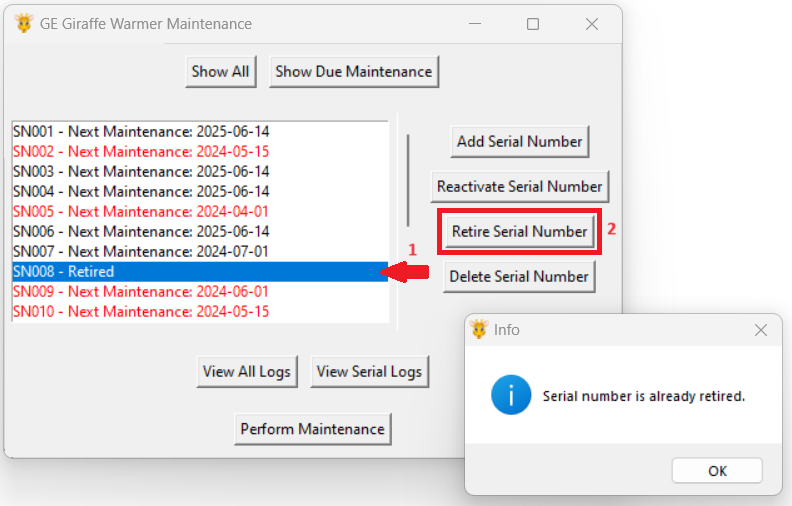 GE Giraffe Warmer Maintenance
Show All
Show Due Maintenance
SN001 - Next Maintenance: 2025-06-14
SN002 - Next Maintenance: 2024-05-15
SN003 - Next Maintenance: 2025-06-14
SN004 - Next Maintenance: 2025-06-14
SN005 - Next Maintenance: 2024-04-01
SN006 - Next Maintenance: 2025-06-14
SN007 - Next Maintenance: 2024-07-01
SN008 - Retired
SN009 - Next Maintenance: 2024-06-01
SN010 - Next Maintenance: 2024-05-15
1
Add Serial Number
Reactivate Serial Number
Retire Serial Number
2
Delete Serial Number
View All Logs
View Serial Logs
Perform Maintenance
Info
i
Serial number is already retired.
OK